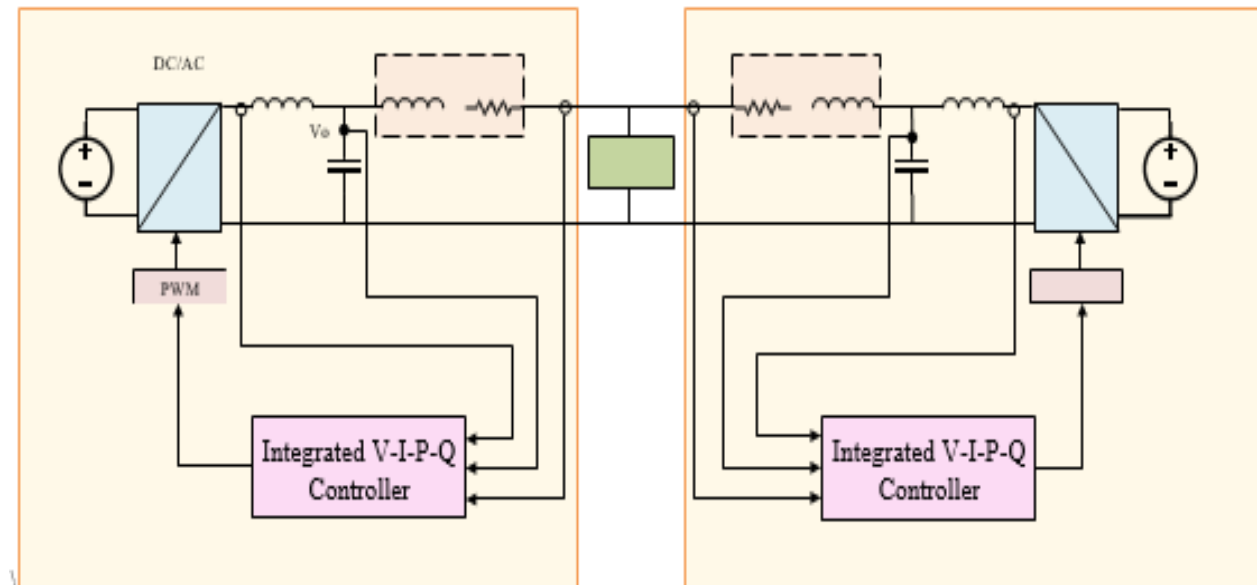 DC/AC
Vo
PWM
Integrated V-I-P-Q
Controller
Integrated V-I-P-Q
Controller
+
-
+
-
\